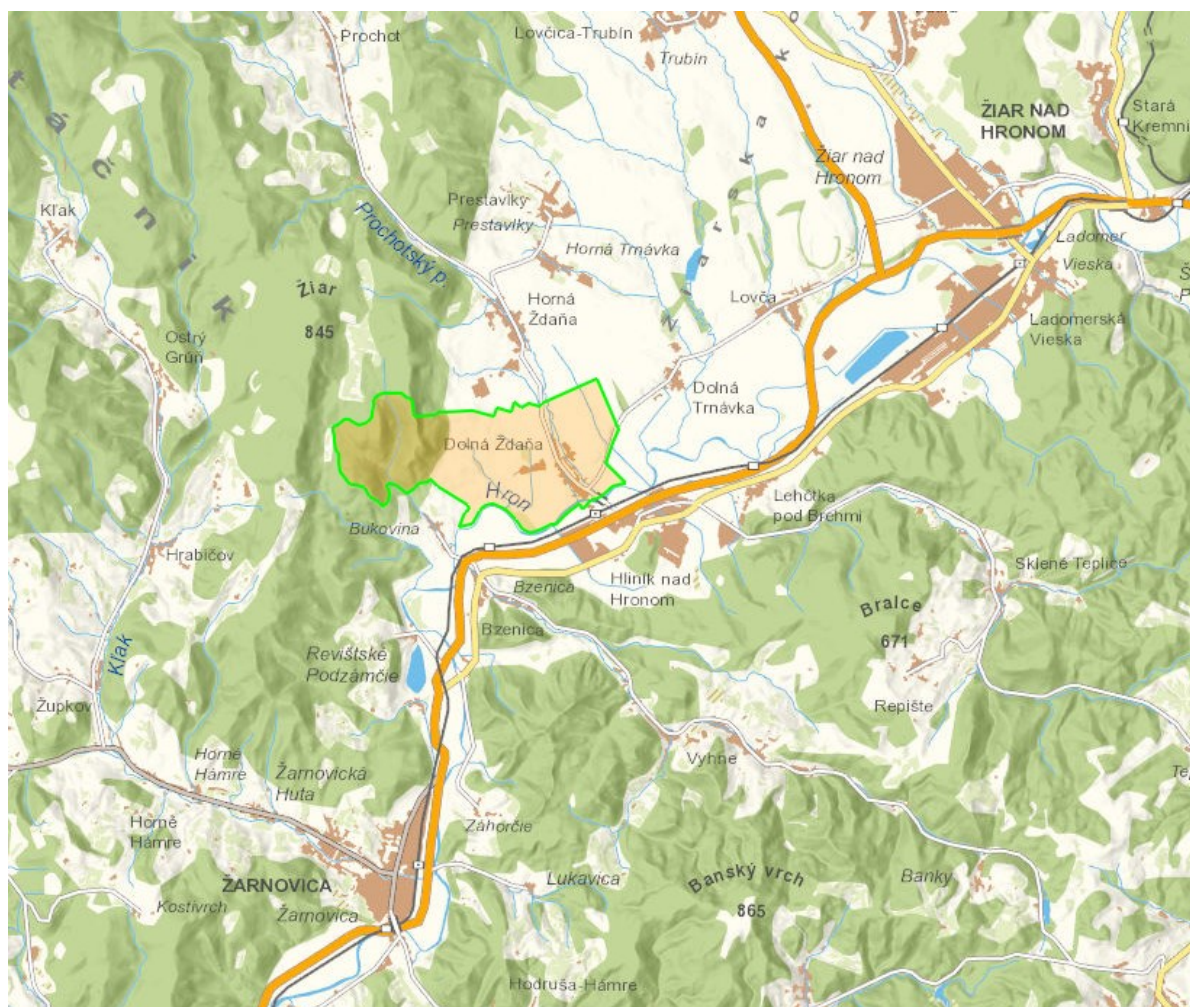 Prochot
Lovčica-Trubín
Trubín
ŽIAR NAD
HRONOM
Stará
Kremni
Žiar nad
Hronom
t á č n i k
Kľak
Prestavlky
Prestavlky
Prochotský p.
Horná Trnávka
Ladomer
Vieska
Žiar
845
Horná
Ždaňa
Lovča
Ladomerská
Vieska
Ostrý
Grúň
Dolná
Trnávka
Dolná Ždaňa
Hron
Lehôtka
pod Brehmi
Bukovina
Hrabičov
Sklené Teplice
Hliník nad
Hronom
Bzenica
Bzenica
Bralce
671
Kľak
Revištské
Podzámčie
Župkov
Repište
Horné
Hámre
Žarnovická
Huta
Vyhne
Horné
Hámre
Záhorčie
Banský vrch
865
ŽARNOVICA
Lukavica
Banky
Kostivrch
Žarnovica
Hodruša-Hámre